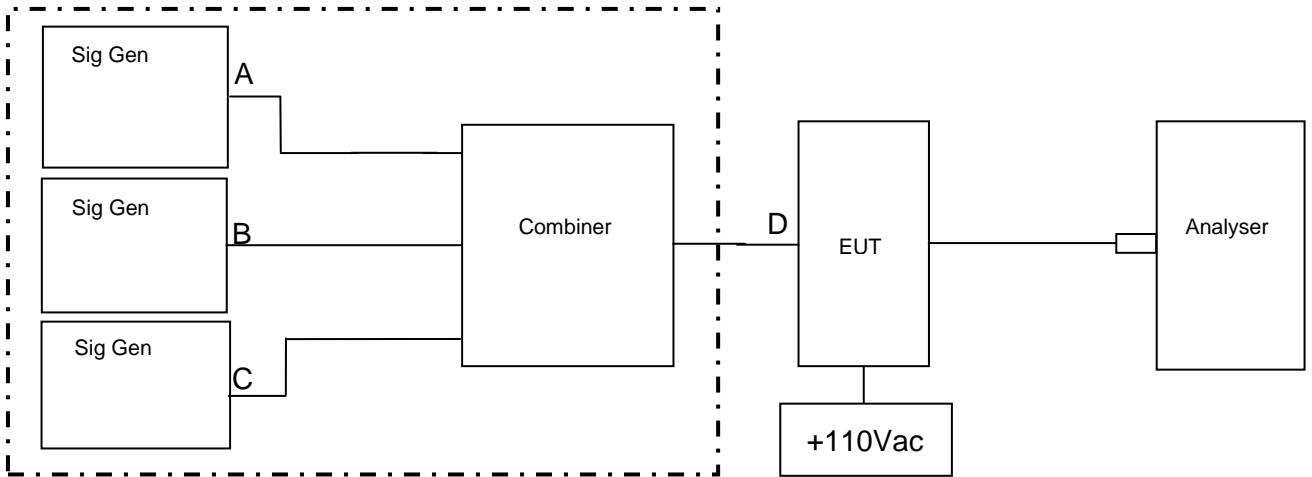 Sig Gen
A
Sig Gen
B
Sig Gen
C
Combiner
D
EUT
Analyser
+110Vac